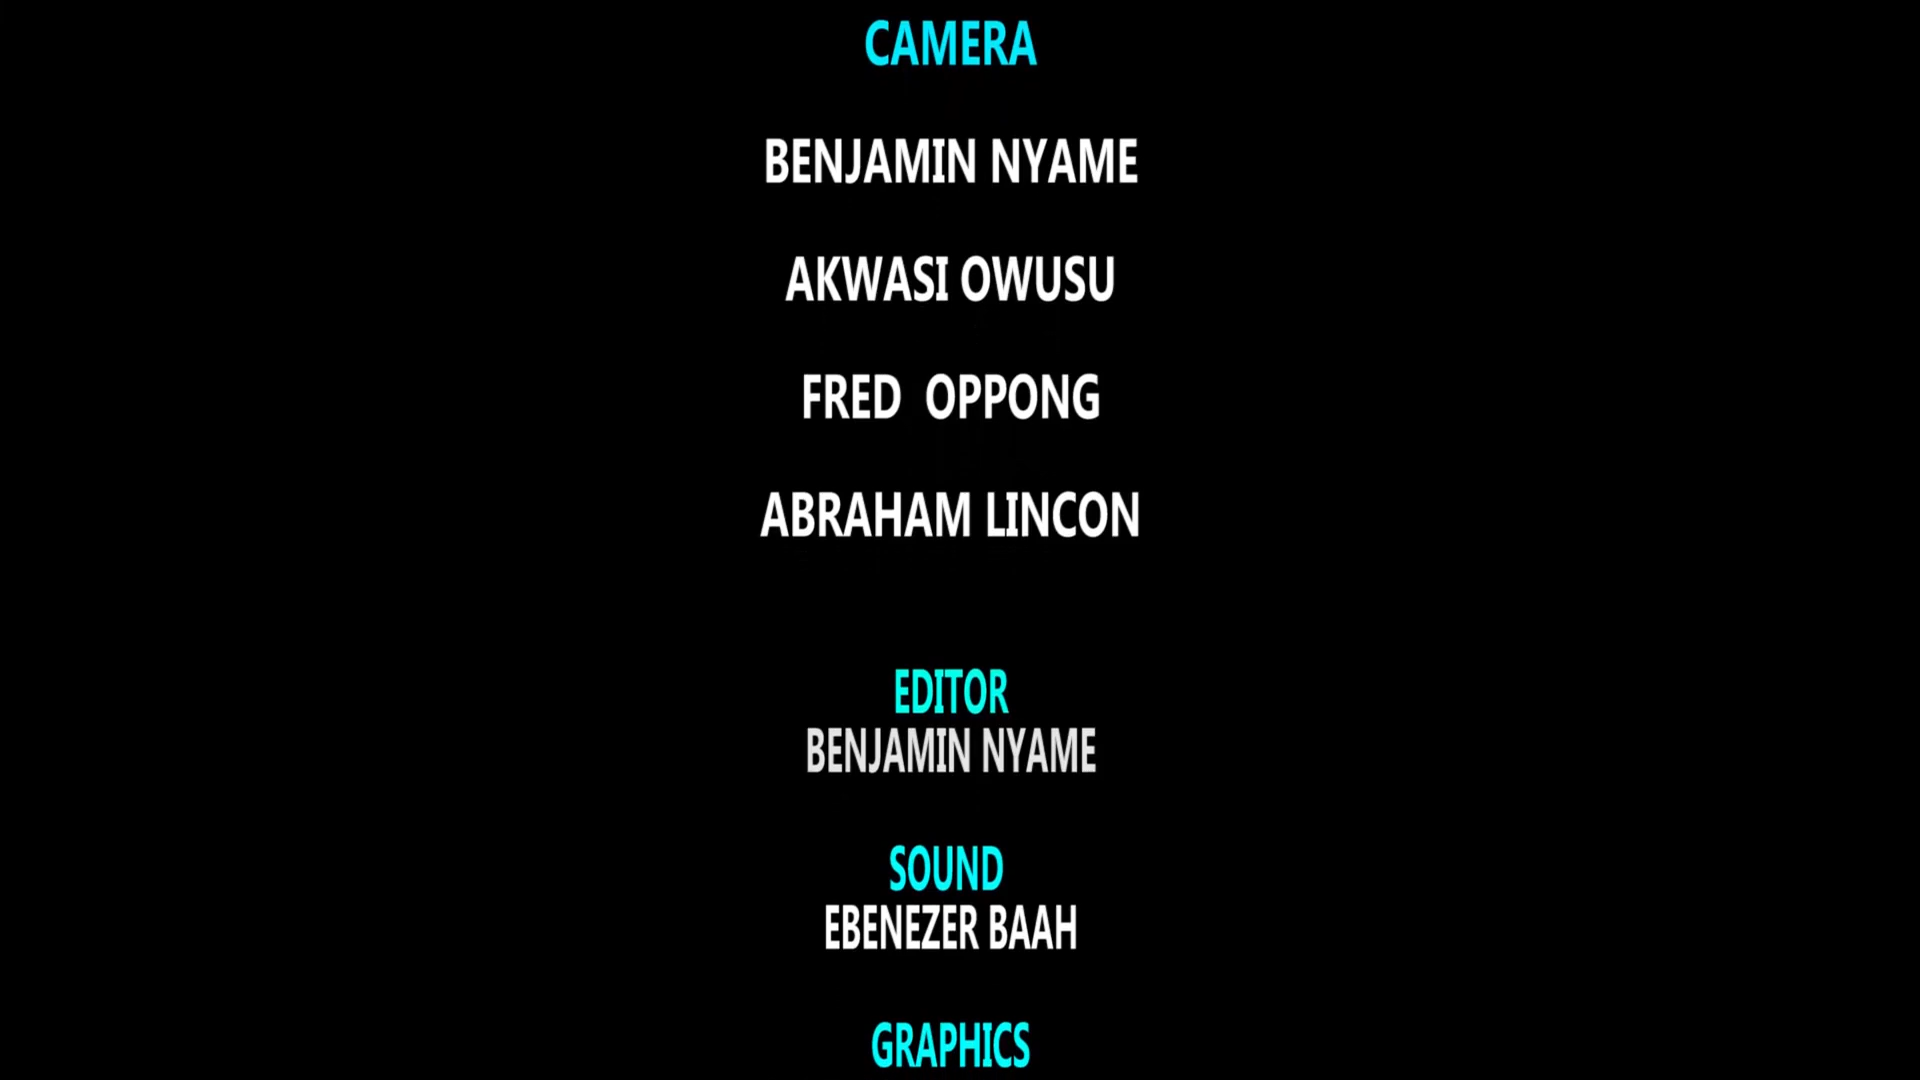 CAMERA
BENJAMIN NYAME
AKWASI OWUSU
FRED  OPPONG
ABRAHAM LINCON
EDITOR
BENJAMIN NYAME
SOUND
EBENEZER BAAH
GRAPHICS